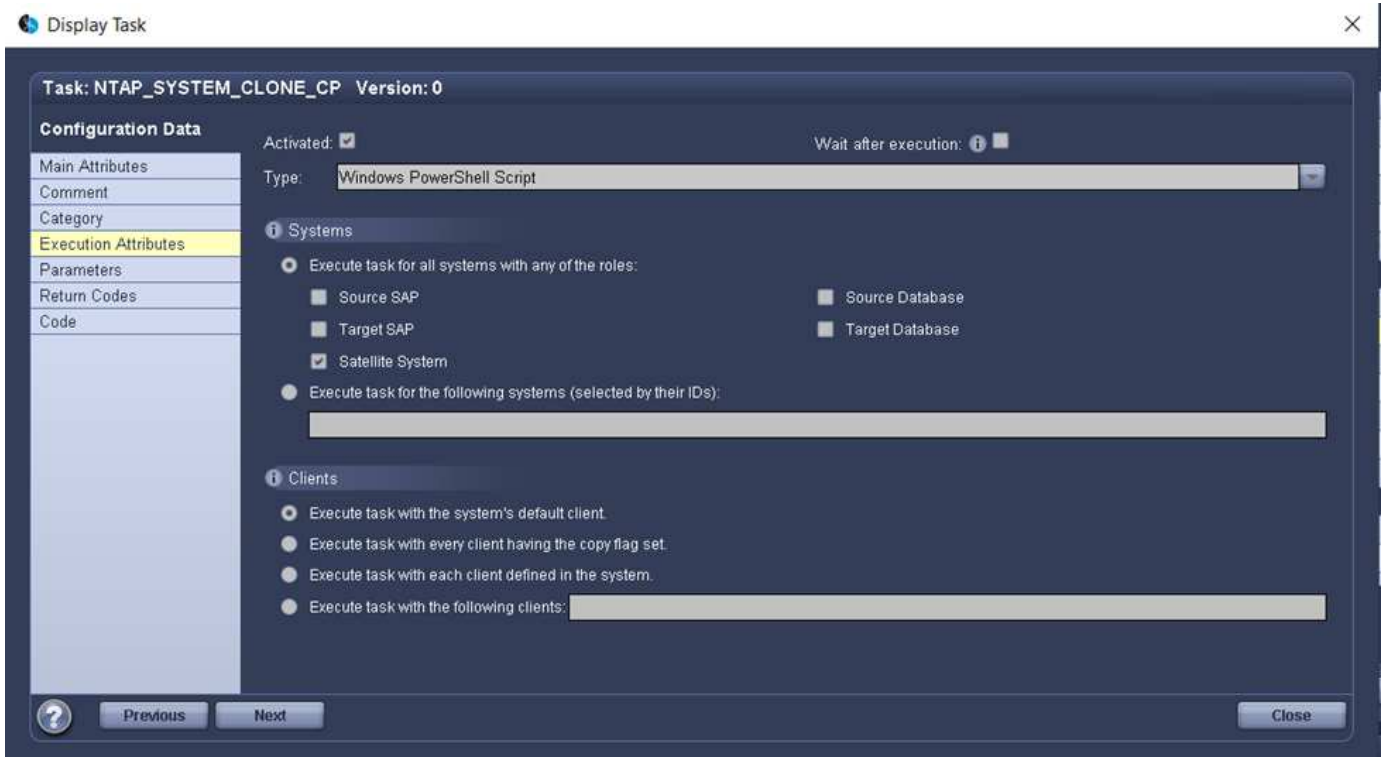 Display Task
Task: NTAP_SYSTEM_CLONE_CP Version: 0
Configuration Data
Main Attributes
Comment
Category
Execution Attributes
Parameters
Return Codes
Code
Activated:
Wait after execution:
Type: Windows PowerShell Script
Systems
Execute task for all systems with any of the roles:
Source SAP
Source Database
Target SAP
Target Database
Satellite System
Execute task for the following systems (selected by their IDs):
Clients
Execute task with the system's default client.
Execute task with every client having the copy flag set.
Execute task with each client defined in the system.
Execute task with the following clients:
? Previous Next Close